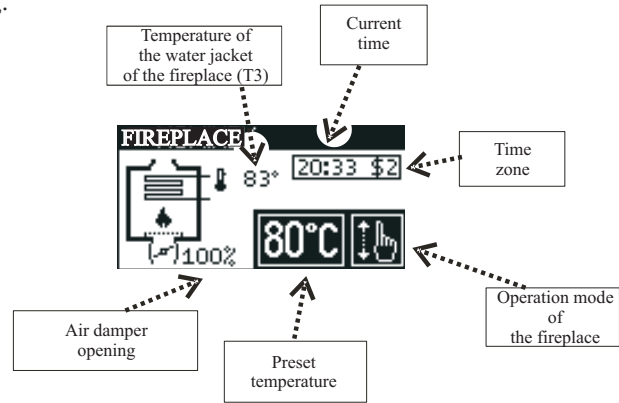 Temperature of
the water jacket
of the fireplace (T3)
Current
time
FIREPLACE
83°
20:33 $2
Time
zone
80°C
100%
Air damper
opening
Preset
temperature
Operation mode
of
the fireplace